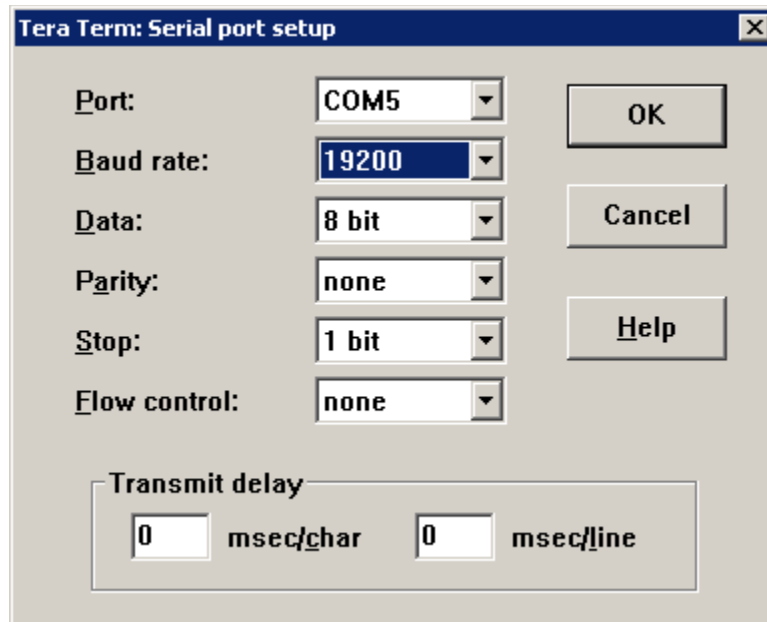 Tera Term: Serial port setup
Port: COM5 OK
Baud rate: 19200
Data: 8 bit Cancel
Parity: none
Stop: 1 bit Help
Flow control: none
Transmit delay
0 msec/char 0 msec/line